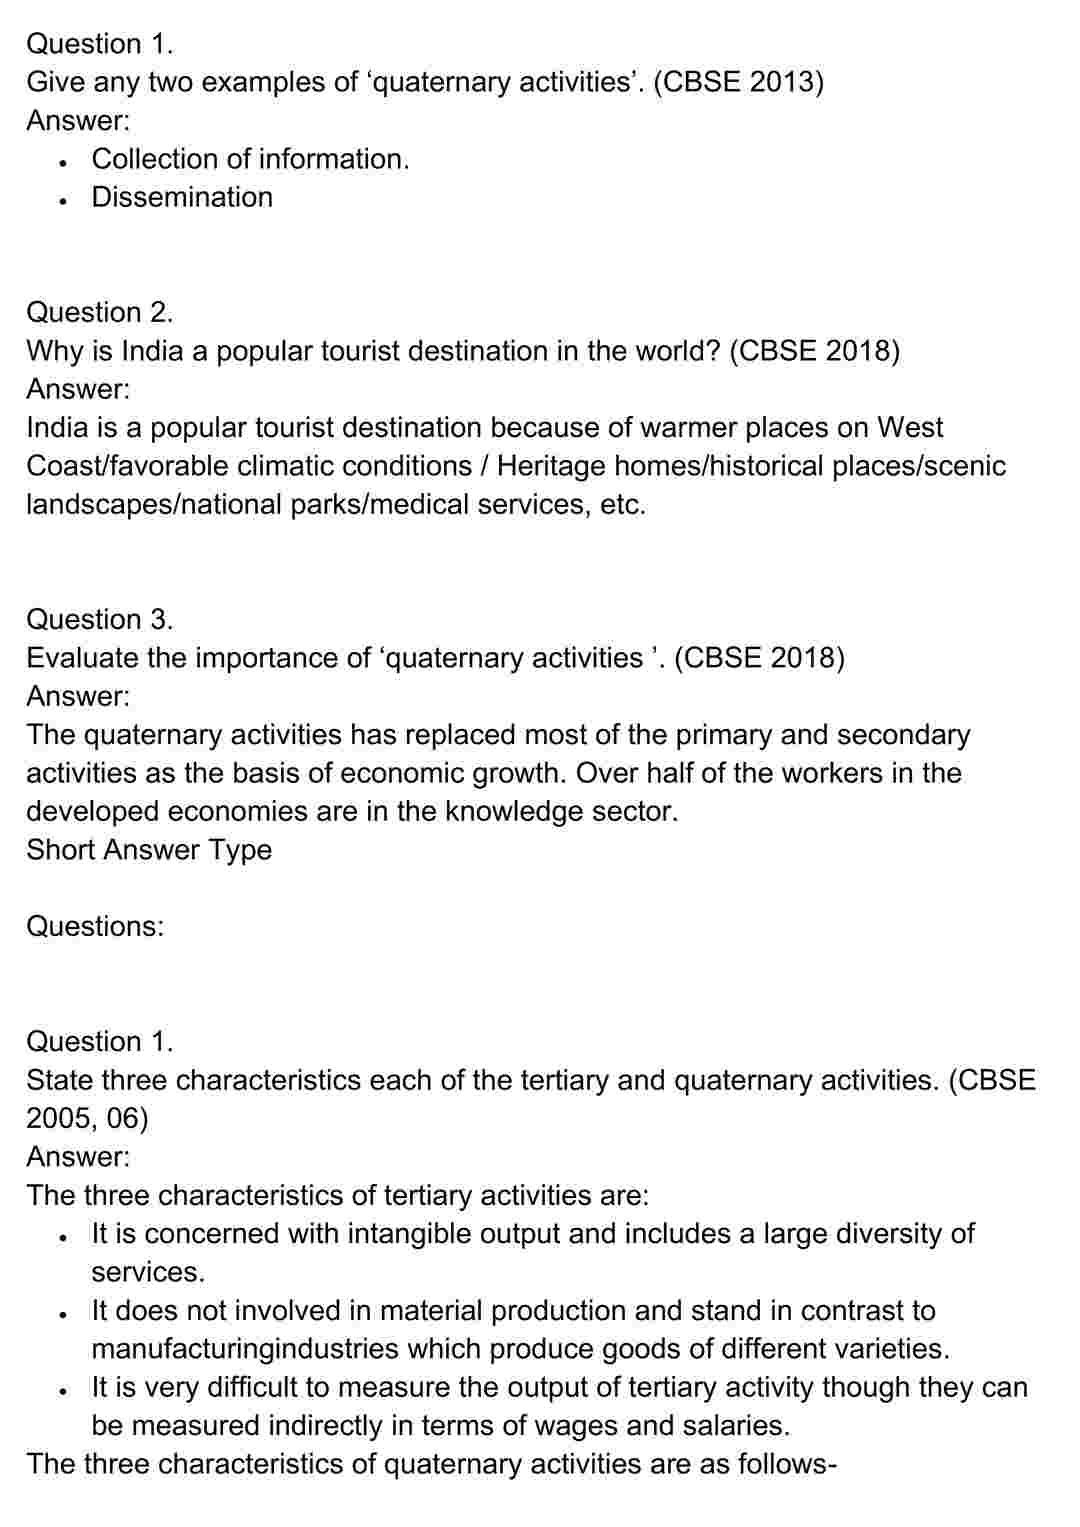 Question 1.
Give any two examples of ‘quaternary activities’. (CBSE 2013)
Answer:
• Collection of information.
• Dissemination
Question 2.
Why is India a popular tourist destination in the world? (CBSE 2018)
Answer:
India is a popular tourist destination because of warmer places on West
Coast/favorable climatic conditions / Heritage homes/historical places/scenic
landscapes/national parks/medical services, etc.
Question 3.
Evaluate the importance of ‘quaternary activities ’. (CBSE 2018)
Answer:
The quaternary activities has replaced most of the primary and secondary
activities as the basis of economic growth. Over half of the workers in the
developed economies are in the knowledge sector.
Short Answer Type
Questions:
Question 1.
State three characteristics each of the tertiary and quaternary activities. (CBSE
2005, 06)
Answer:
The three characteristics of tertiary activities are:
• It is concerned with intangible output and includes a large diversity of
services.
• It does not involved in material production and stand in contrast to
manufacturingindustries which produce goods of different varieties.
• It is very difficult to measure the output of tertiary activity though they can
be measured indirectly in terms of wages and salaries.
The three characteristics of quaternary activities are as follows-